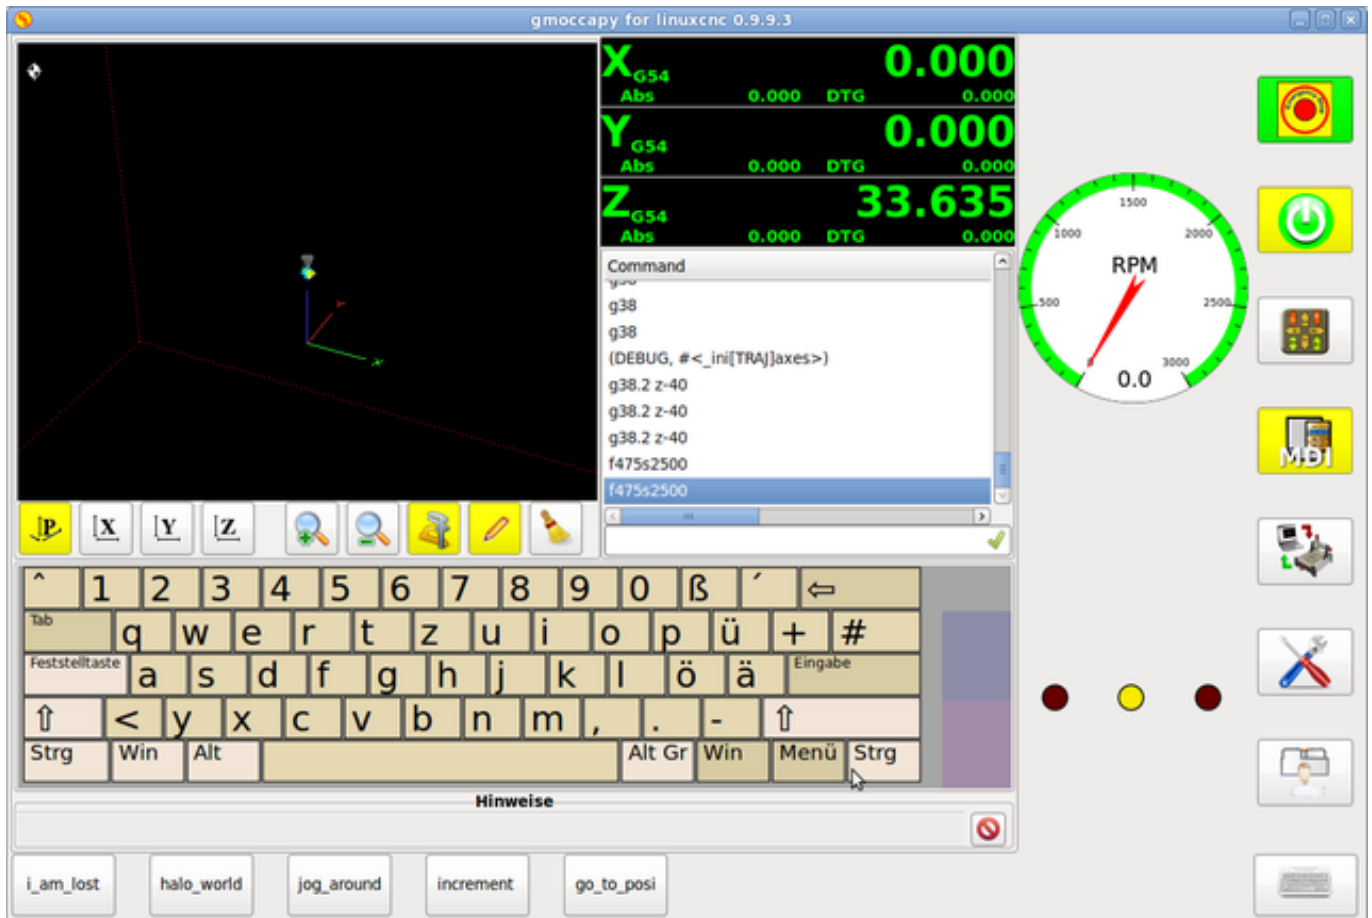 gmoccapy for linuxcnc 0.9.9.3
X G54 0.000
Abs 0.000 DTG 0.000
Y G54 0.000
Abs 0.000 DTG 0.000
Z G54 33.635
Abs 0.000 DTG 0.000
Command
g38
g38
g38
(DEBUG, #<_ini[TRAJ]axes>)
g38.2 z-40
g38.2 z-40
g38.2 z-40
f475s2500
f475s2500
X
Y
P X Y Z
^ 1 2 3 4 5 6 7 8 9 0 ß ´ ⇦
Tab q w e r t z u i o p ü + #
Feststelltaste a s d f g h j k l ö ä Eingabe
⇧ < y x c v b n m , . - ⇧
Strg Win Alt Alt Gr Win Menü Strg
Hinweise
i_am_lost halo_world jog_around increment go_to_posi
1500
1000 2000
RPM
500 2500
0 3000
0.0
MDI